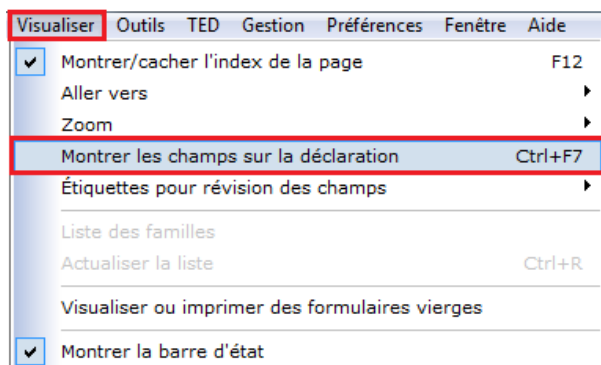 Visualiser Outils TED Gestion Préférences Fenêtre Aide
Montrer/cacher l'index de la page F12
Aller vers
Zoom
Montrer les champs sur la déclaration Ctrl+F7
Étiquettes pour révision des champs
Liste des familles
Actualiser la liste Ctrl+R
Visualiser ou imprimer des formulaires vierges
Montrer la barre d'état